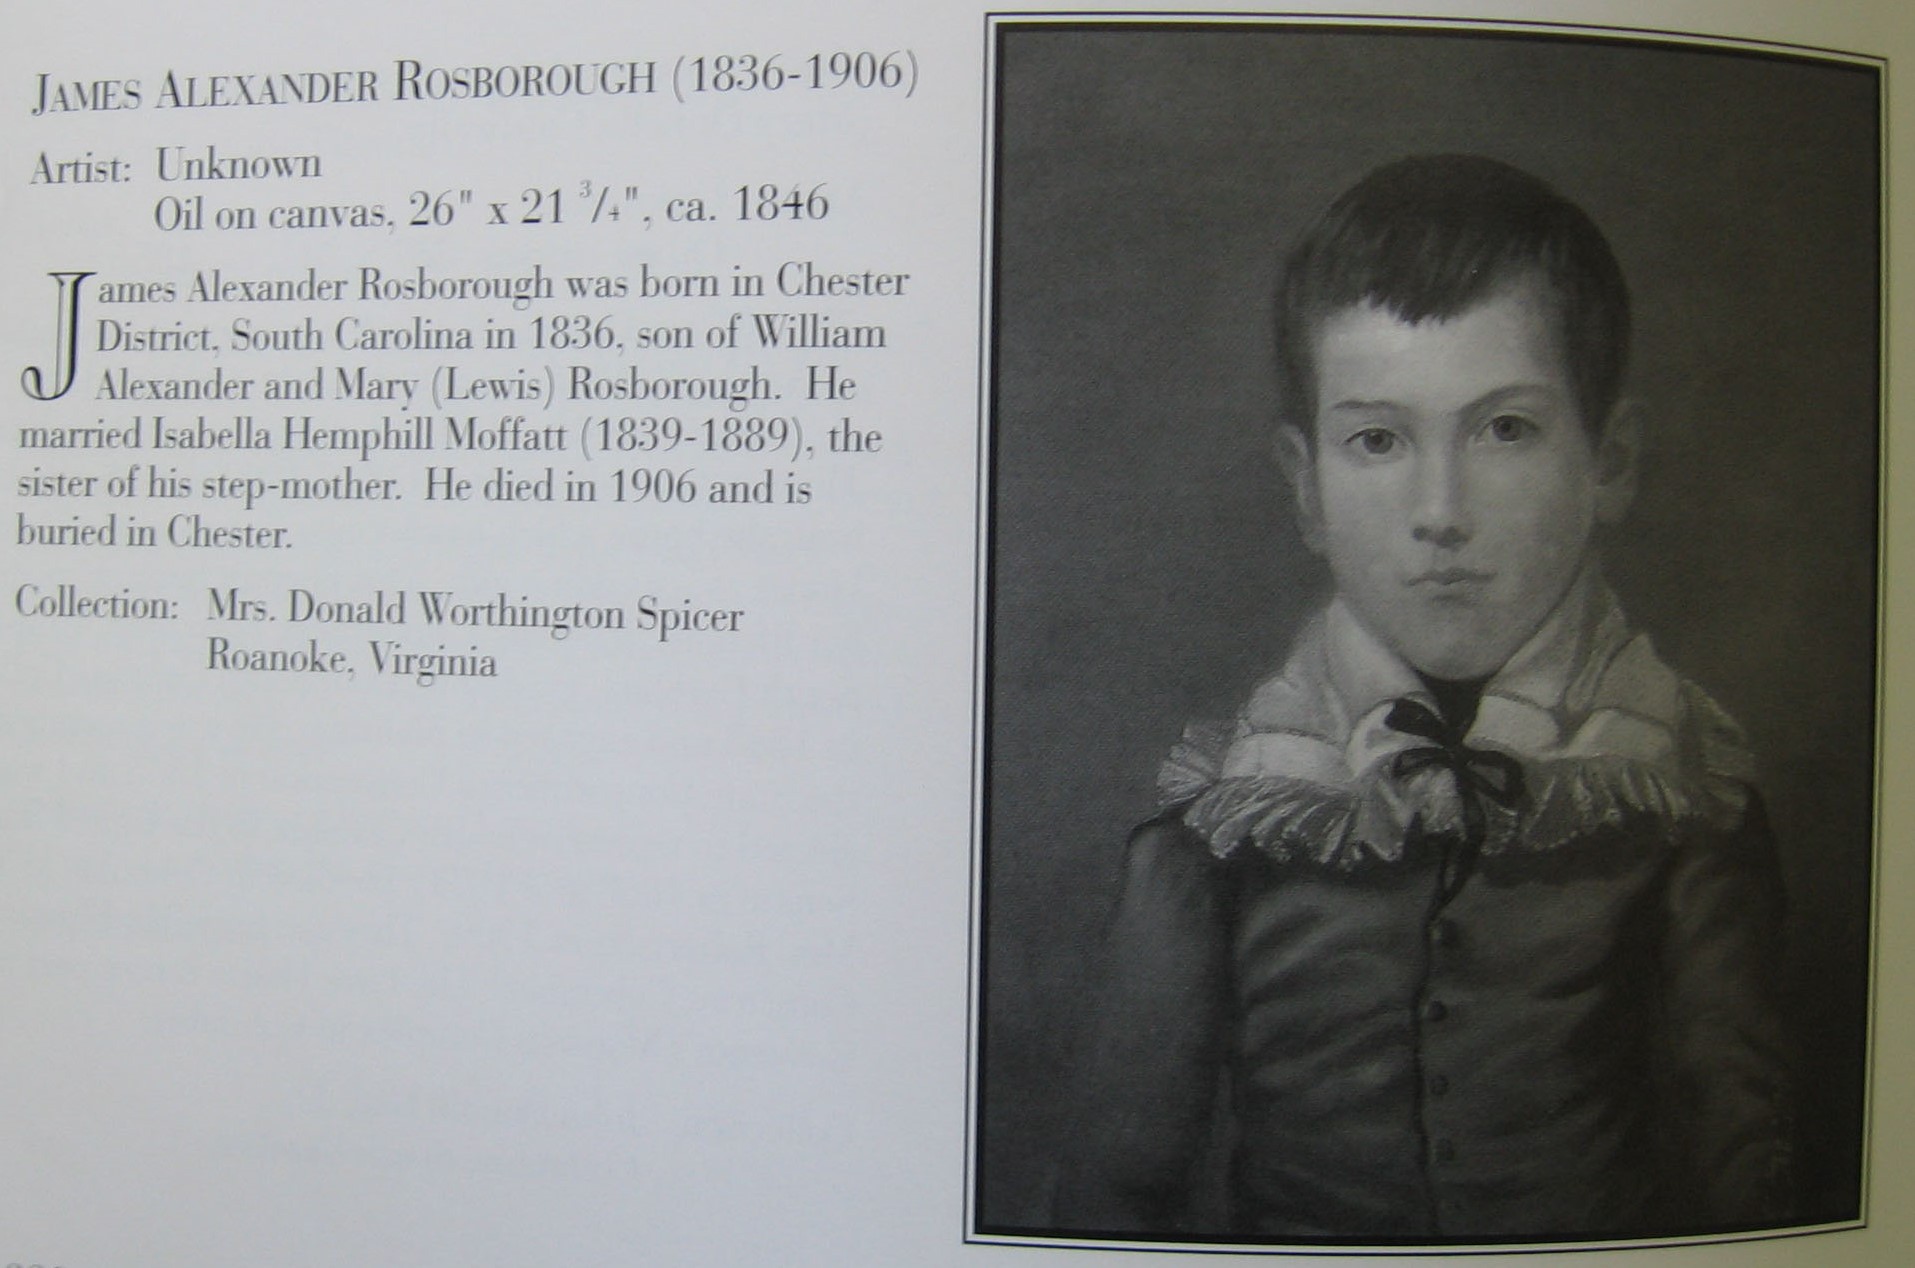 JAMES ALEXANDER ROSBOROUGH (1836-1906)
Artist: Unknown
Oil on canvas, 26" x 21 3/4", ca. 1846
James Alexander Rosborough was born in Chester
District, South Carolina in 1836, son of William
Alexander and Mary (Lewis) Rosborough. He
married Isabella Hemphill Moffatt (1839-1889), the
sister of his step-mother. He died in 1906 and is
buried in Chester.
Collection: Mrs. Donald Worthington Spicer
Roanoke, Virginia